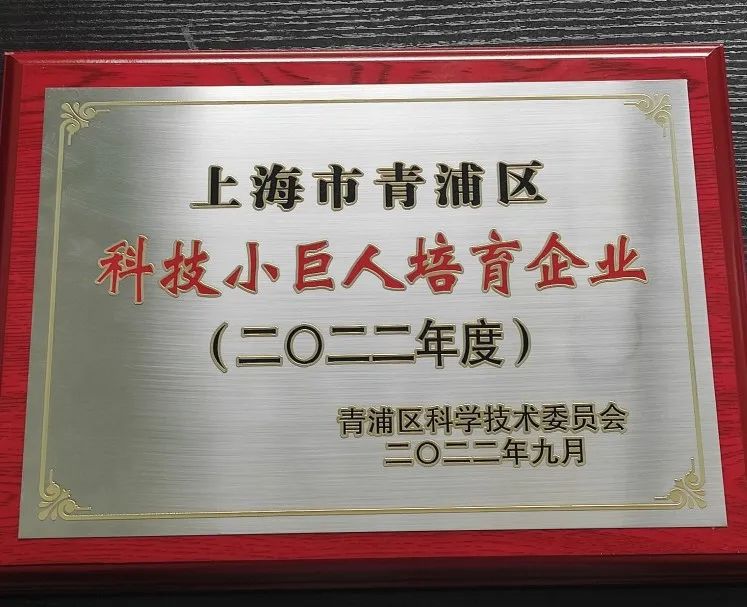 上海市青浦区
科技小巨人培育企业
（二〇二二年度）
青浦区科学技术委员会
二〇二二年九月